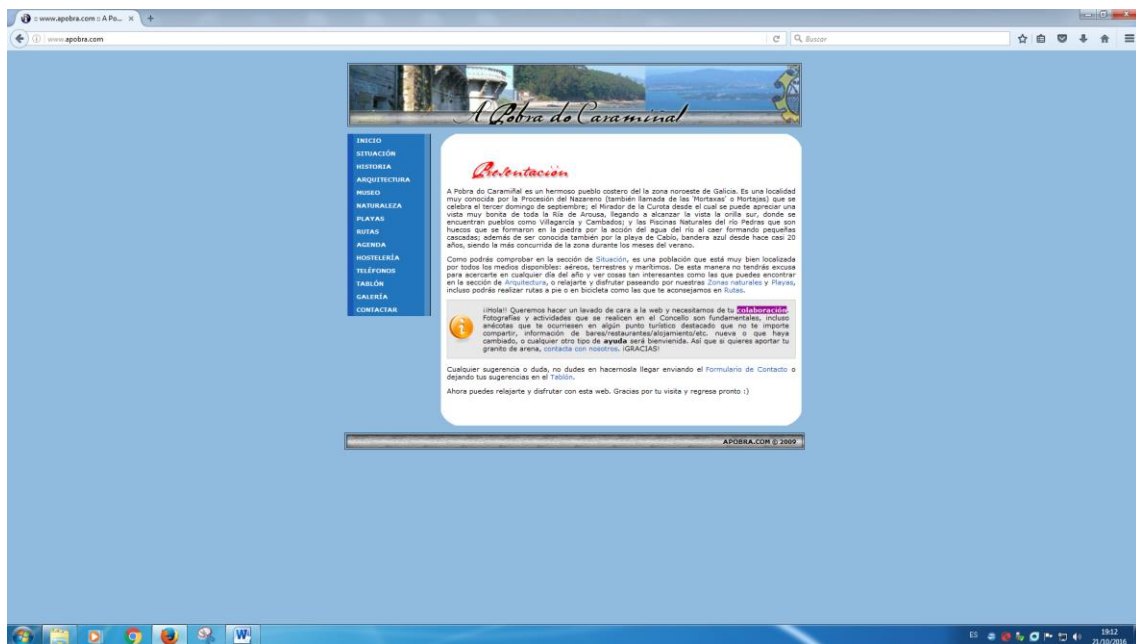 :: www.apobra.com :: A Po...
www.apobra.com
Buscar
A Pobra do Caramiñal
INICIO
SITUACIÓN
HISTORIA
ARQUITECTURA
MUSEO
NATURALEZA
PLAYAS
RUTAS
AGENDA
HOSTELERÍA
TELÉFONOS
TABLÓN
GALERÍA
CONTACTAR
Presentación
A Pobra do Caramiñal es un hermoso pueblo costero del la zona noroeste de Galicia. Es una localidad
muy conocida por la Procesión del Nazareno (también llamada de las 'Mortaxas' o Mortajas) que se
celebra el tercer domingo de septiembre; el Mirador de la Curota desde el cual se puede apreciar una
vista muy bonita de toda la Ría de Arousa, llegando a alcanzar la vista la orilla sur, donde se
encuentran pueblos como Villagarcía y Cambados; y las Piscinas Naturales del río Pedras que son
huecos que se formaron en la piedra por la acción del agua del río al caer formando pequeñas
cascadas; además de ser conocida también por la playa de Cabío, bandera azul desde hace casi 20
años, siendo la más concurrida de la zona durante los meses del verano.
Como podrás comprobar en la sección de Situación, es una población que está muy bien localizada
por todos los medios disponibles: aéreos, terrestres y marítimos. De esta manera no tendrás excusa
para acercarte en cualquier día del año y ver cosas tan interesantes como las que puedes encontrar
en la sección de Arquitectura, o relajarte y disfrutar paseando por nuestras Zonas naturales y Playas,
incluso podrás realizar rutas a pie o en bicicleta como las que te aconsejamos en Rutas.
¡¡Hola!! Queremos hacer un lavado de cara a la web y necesitamos de tu colaboración.
Fotografías y actividades que se realicen en el Concello son fundamentales, incluso
anécotas que te ocurriesen en algún punto turístico destacado que no te importe
compartir, información de bares/restaurantes/alojamiento/etc. nueva o que haya
cambiado, o cualquier otro tipo de ayuda será bienvenida. Así que si quieres aportar tu
granito de arena, contacta con nosotros. ¡GRACIAS!
Cualquier sugerencia o duda, no dudes en hacernosla llegar enviando el Formulario de Contacto o
dejando tus sugerencias en el Tablón.
Ahora puedes relajarte y disfrutar con esta web. Gracias por tu visita y regresa pronto :)
APOBRA.COM © 2009
ES
19:12
21/10/2016